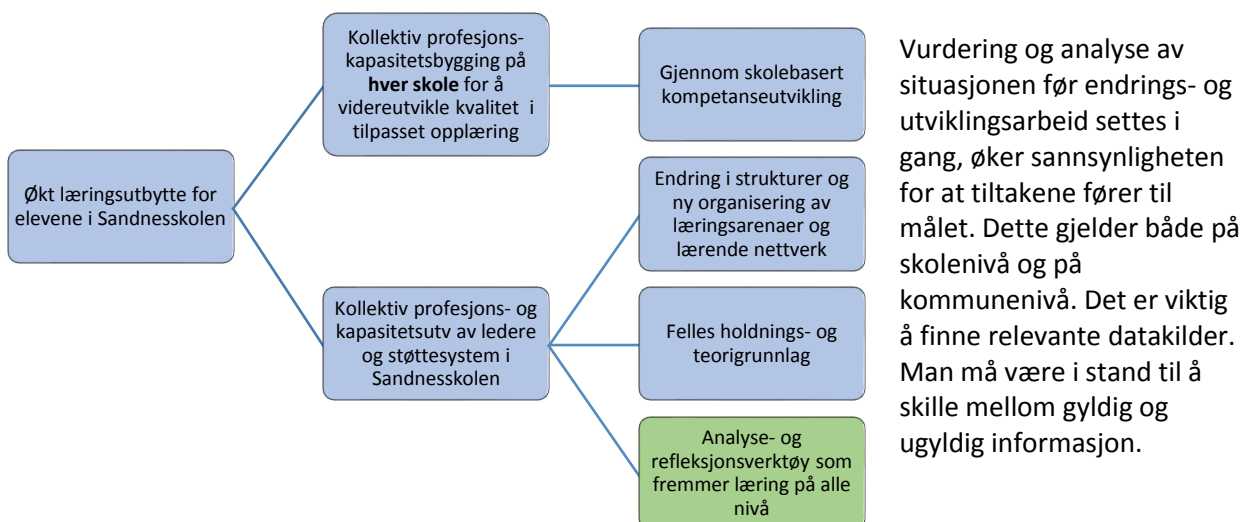 Økt læringsutbytte for
elevene i Sandnesskolen
Kollektiv profesjons-
kapasitetsbygging på
hver skole for å
videreutvikle kvalitet i
tilpasset opplæring
Gjennom skolebasert
kompetanseutvikling
Kollektiv profesjons- og
kapasitetsutv av ledere
og støttesystem i
Sandnesskolen
Endring i strukturer og
ny organisering av
læringsarenaer og
lærende nettverk
Felles holdnings- og
teorigrunnlag
Analyse- og
refleksjonsverktøy som
fremmer læring på alle
nivå
Vurdering og analyse av
situasjonen før endrings- og
utviklingsarbeid settes i
gang, øker sannsynligheten
for at tiltakene fører til
målet. Dette gjelder både på
skolenivå og på
kommunenivå. Det er viktig
å finne relevante datakilder.
Man må være i stand til å
skille mellom gyldig og
ugyldig informasjon.